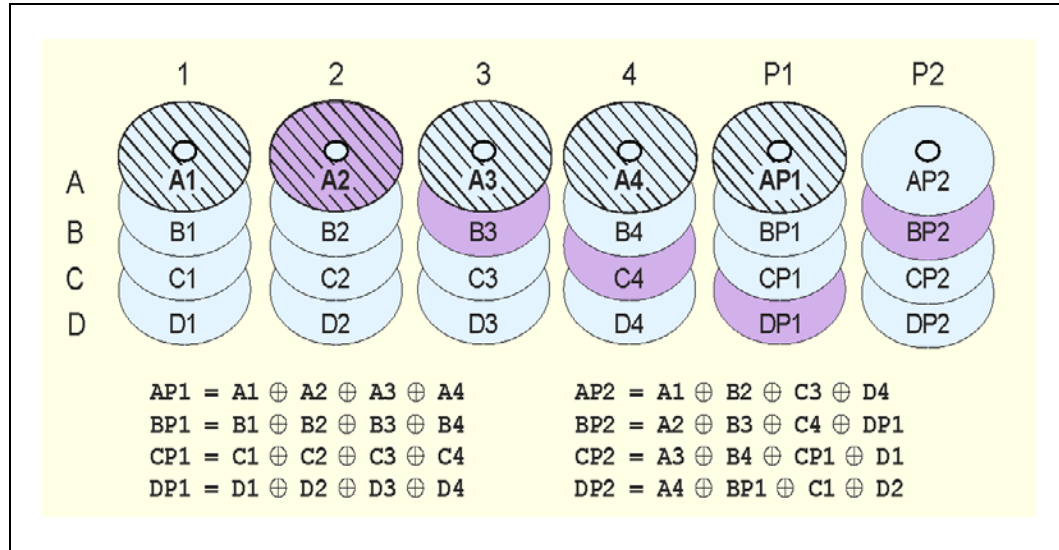 1 2 3 4 P1 P2
A A1 A2 A3 A4 AP1 AP2
B B1 B2 B3 B4 BP1 BP2
C C1 C2 C3 C4 CP1 CP2
D D1 D2 D3 D4 DP1 DP2
AP1 = A1 ⊕ A2 ⊕ A3 ⊕ A4 AP2 = A1 ⊕ B2 ⊕ C3 ⊕ D4
BP1 = B1 ⊕ B2 ⊕ B3 ⊕ B4 BP2 = A2 ⊕ B3 ⊕ C4 ⊕ DP1
CP1 = C1 ⊕ C2 ⊕ C3 ⊕ C4 CP2 = A3 ⊕ B4 ⊕ CP1 ⊕ D1
DP1 = D1 ⊕ D2 ⊕ D3 ⊕ D4 DP2 = A4 ⊕ BP1 ⊕ C1 ⊕ D2